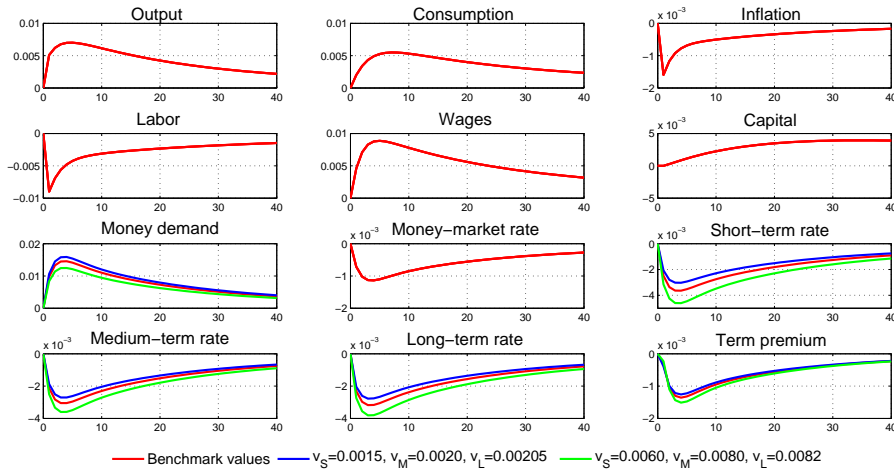 Output Consumption Inflation
0.01 0.01 x 10⁻³ 0
0.005 0.005 −1
0 0 −2
0 10 20 30 40 0 10 20 30 40 0 10 20 30 40
Labor Wages Capital
0 0.01 x 10⁻³ 5
−0.005 0.005 0
−0.01 0 −5
0 10 20 30 40 0 10 20 30 40 0 10 20 30 40
Money demand Money−market rate Short−term rate
0.02 x 10⁻³ 0 x 10⁻³ 0
0.01 −1 −2
0 −2 −4
0 10 20 30 40 0 10 20 30 40 0 10 20 30 40
Medium−term rate Long−term rate Term premium
x 10⁻³ 0 x 10⁻³ 0 x 10⁻³ 0
−2 −2 −1
−4 −4 −2
0 10 20 30 40 0 10 20 30 40 0 10 20 30 40
Benchmark values v_S=0.0015, v_M=0.0020, v_L=0.00205 v_S=0.0060, v_M=0.0080, v_L=0.0082